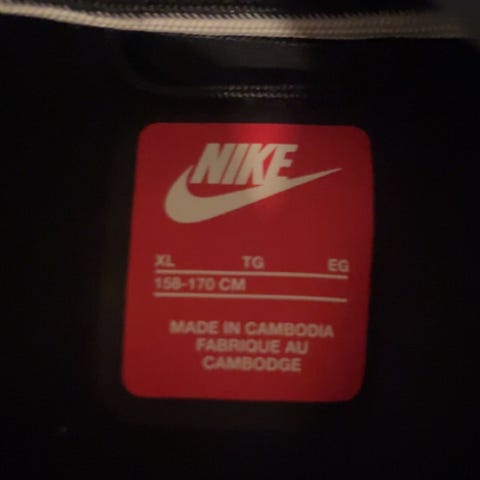 NIKE
XL TG EG
158-170 CM
MADE IN CAMBODIA
FABRIQUE AU
CAMBODGE